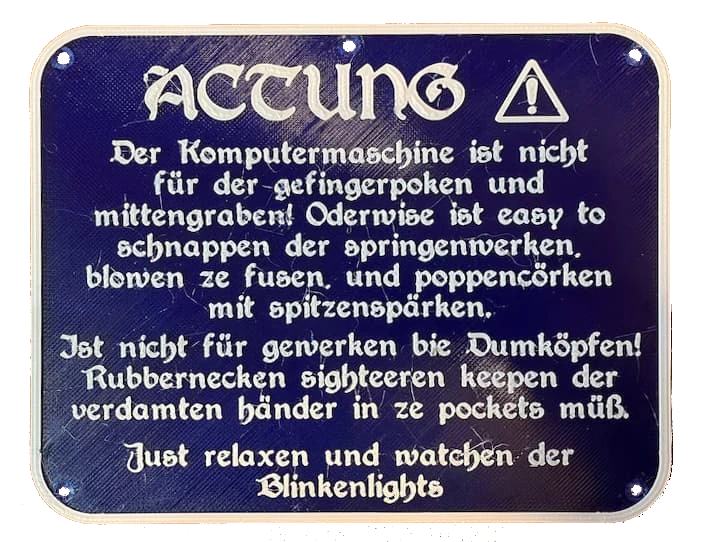 ACTUNG
Der Komputermaschine ist nicht
für der gefingerpoken und
mittengraben! Oderwise ist easy to
schnappen der springenwerken,
blowen ze fusen, und poppencörken
mit spitzenspärken.
Ist nicht für gewerken bie Dumköpfen!
Rubbernecken sighteeren keepen der
verdamten händer in ze pockets müß.
Just relaxen und watchen der
Blinkenlights